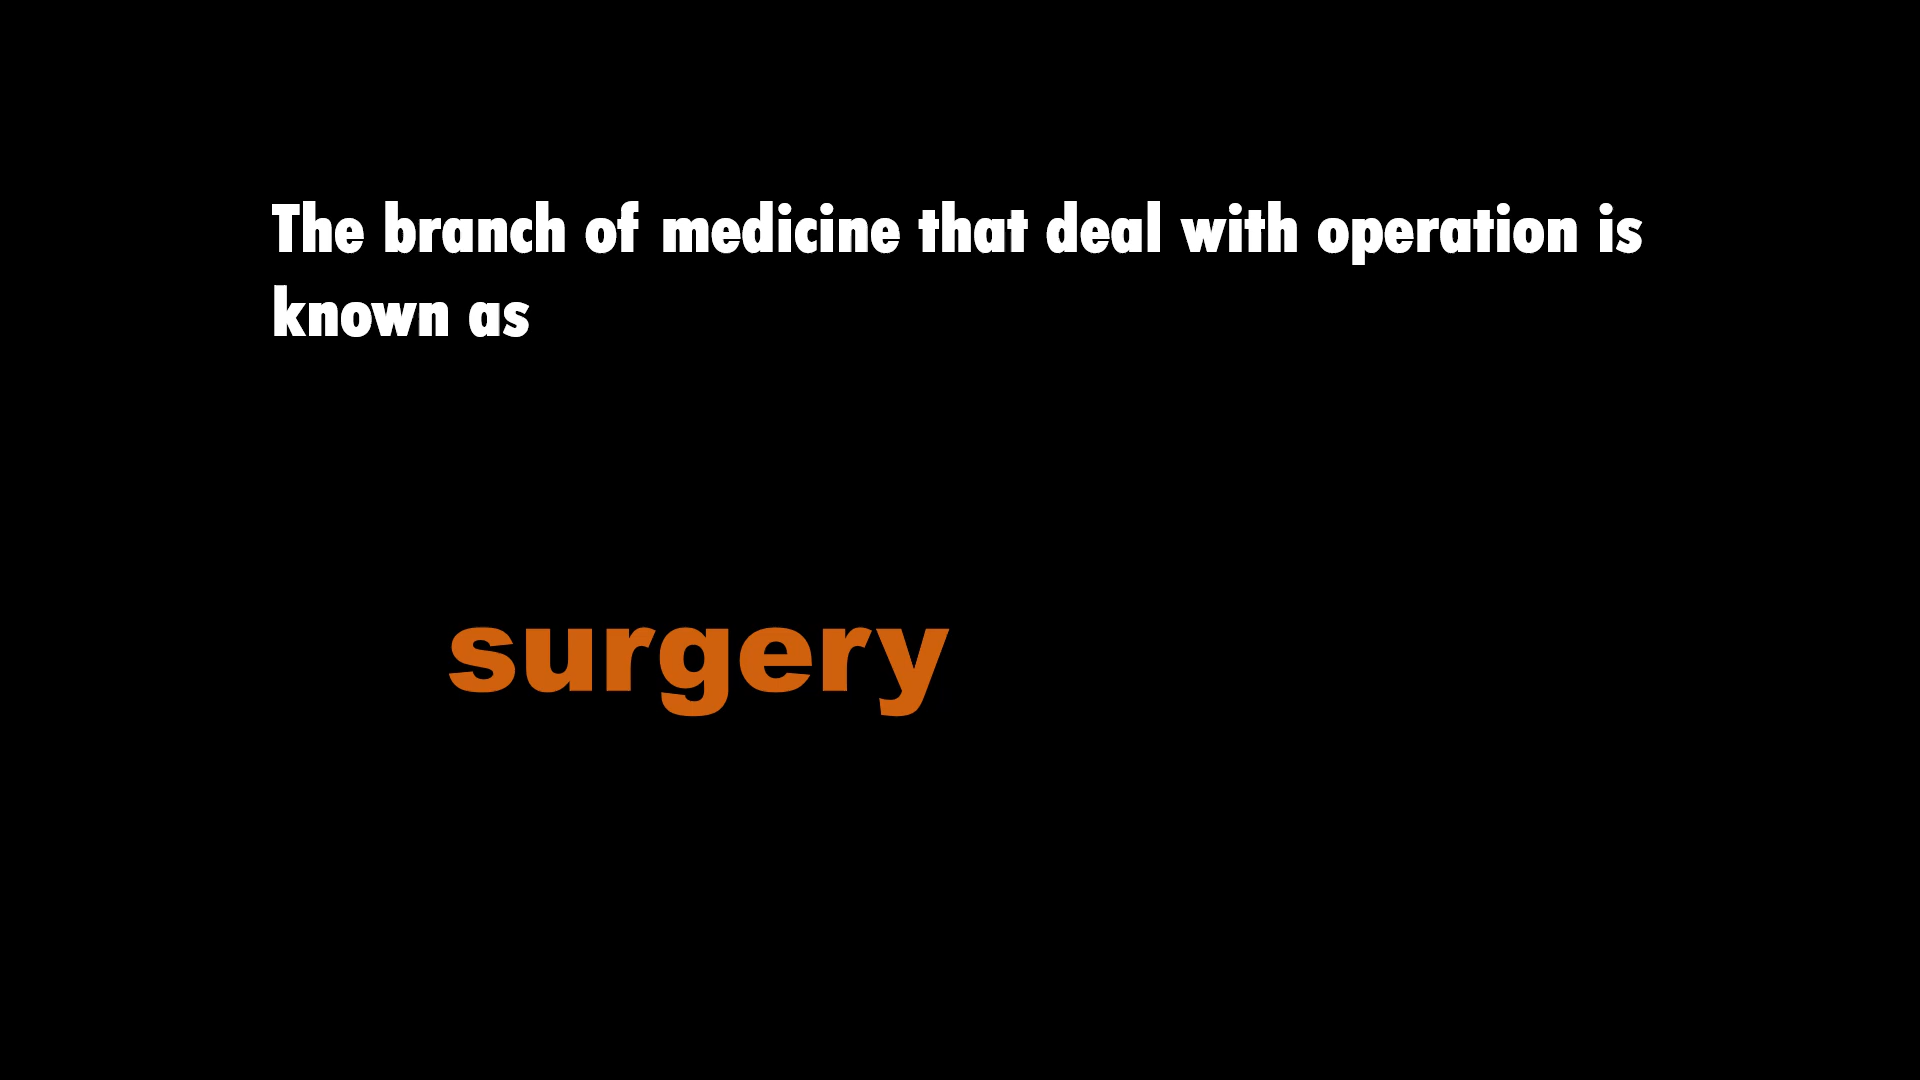 The branch of medicine that deal with operation is
known as
surgery